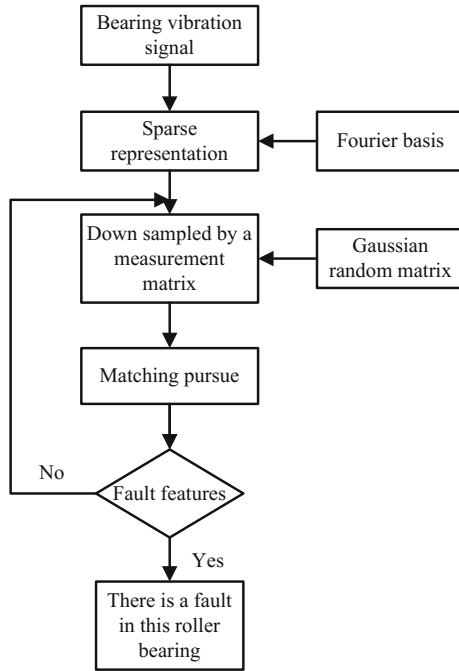 Bearing vibration
signal
Sparse
representation
Fourier basis
Down sampled by a
measurement
matrix
Gaussian
random matrix
Matching pursue
No
Fault features
Yes
There is a fault
in this roller
bearing